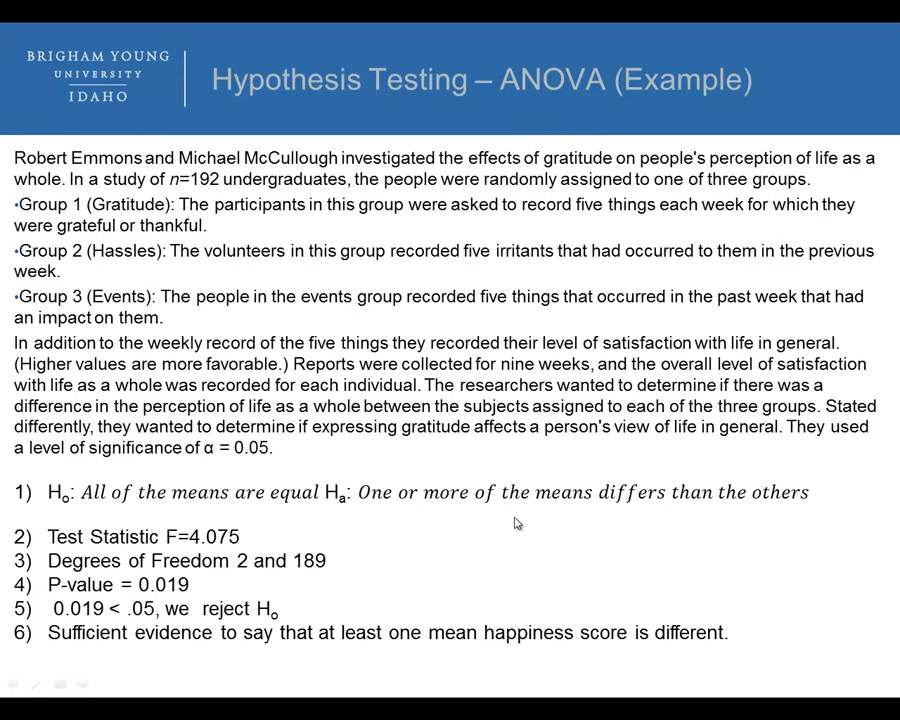 BRIGHAM YOUNG
UNIVERSITY
IDAHO
Hypothesis Testing – ANOVA (Example)
Robert Emmons and Michael McCullough investigated the effects of gratitude on people's perception of life as a
whole. In a study of n=192 undergraduates, the people were randomly assigned to one of three groups.
•Group 1 (Gratitude): The participants in this group were asked to record five things each week for which they
were grateful or thankful.
•Group 2 (Hassles): The volunteers in this group recorded five irritants that had occurred to them in the previous
week.
•Group 3 (Events): The people in the events group recorded five things that occurred in the past week that had
an impact on them.
In addition to the weekly record of the five things they recorded their level of satisfaction with life in general.
(Higher values are more favorable.) Reports were collected for nine weeks, and the overall level of satisfaction
with life as a whole was recorded for each individual. The researchers wanted to determine if there was a
difference in the perception of life as a whole between the subjects assigned to each of the three groups. Stated
differently, they wanted to determine if expressing gratitude affects a person's view of life in general. They used
a level of significance of α = 0.05.
1) Hₒ: All of the means are equal Hₐ: One or more of the means differs than the others
2) Test Statistic F=4.075
3) Degrees of Freedom 2 and 189
4) P-value = 0.019
5) 0.019 < .05, we reject Hₒ
6) Sufficient evidence to say that at least one mean happiness score is different.